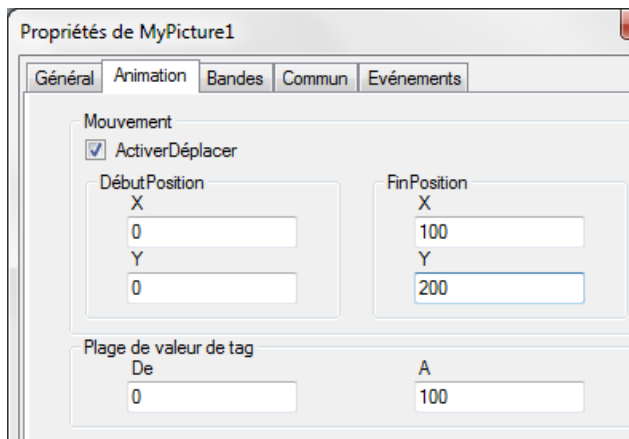 Propriétés de MyPicture1
Général Animation Bandes Commun Evénements
Mouvement
ActiverDéplacer
DébutPosition FinPosition
X X
0 100
Y Y
0 200
Plage de valeur de tag
De A
0 100